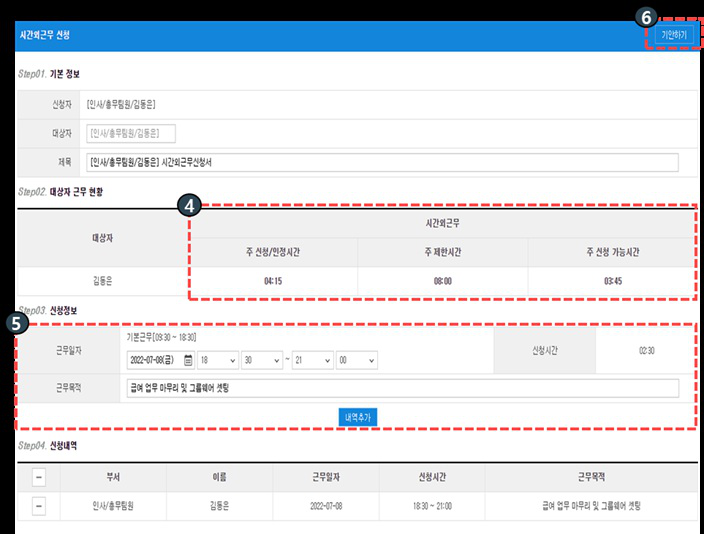 6
시간외근무 신청
기안하기
Step01. 기본 정보
신청자 [인사/총무팀원/김동은]
대상자 [인사/총무팀원/김동은]
제목 [인사/총무팀원/김동은] 시간외근무신청서
Step02. 대상자 근무 현황
4
대상자 시간외근무
주 신청/인정시간 주 제한시간 주 신청 가능시간
김동은 04:15 08:00 03:45
Step03. 신청정보
5
기본근무[09:30 ~ 18:30]
근무일자 2022-07-08(금) 18 30 ~ 21 00 신청시간 02:30
근무목적 급여 업무 마무리 및 그룹웨어 셋팅
내역추가
Step04. 신청내역
부서 이름 근무일자 신청시간 근무목적
인사/총무팀원 김동은 2022-07-08 18:30 ~ 21:00 급여 업무 마무리 및 그룹웨어 셋팅